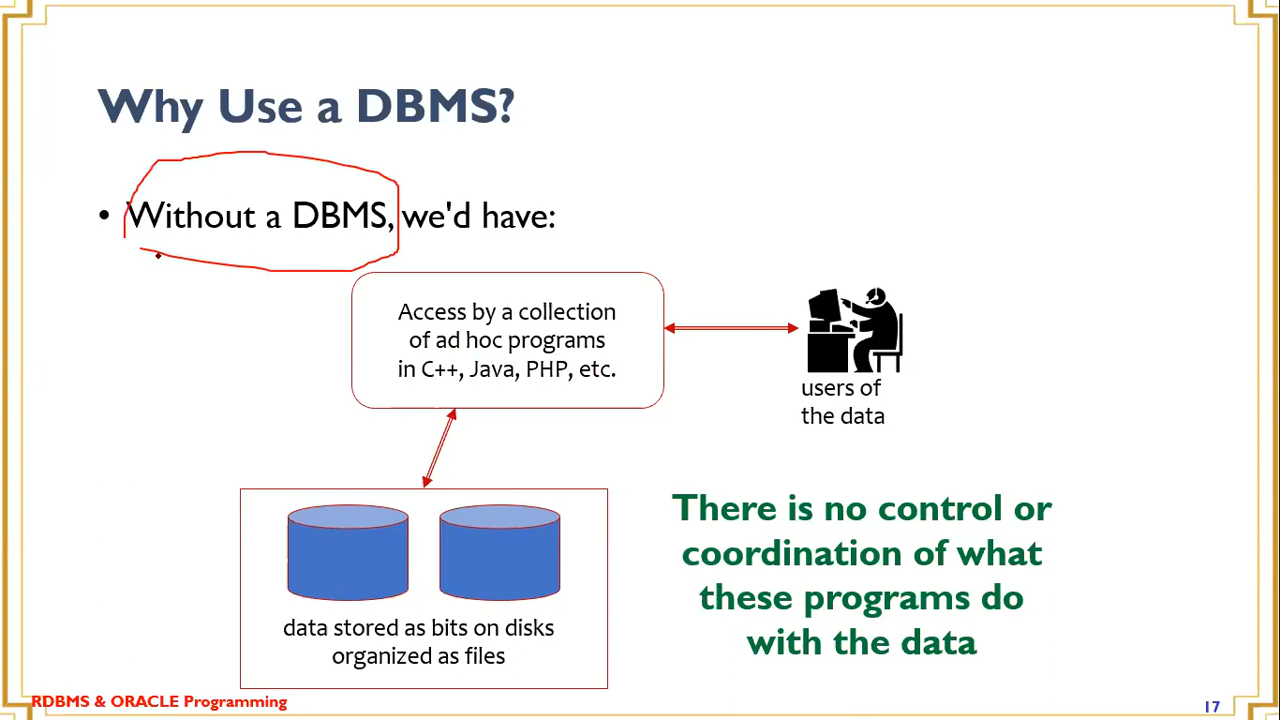 Why Use a DBMS?
• Without a DBMS, we'd have:
Access by a collection
of ad hoc programs
in C++, Java, PHP, etc.
users of
the data
data stored as bits on disks
organized as files
There is no control or
coordination of what
these programs do
with the data
RDBMS & ORACLE Programming
17